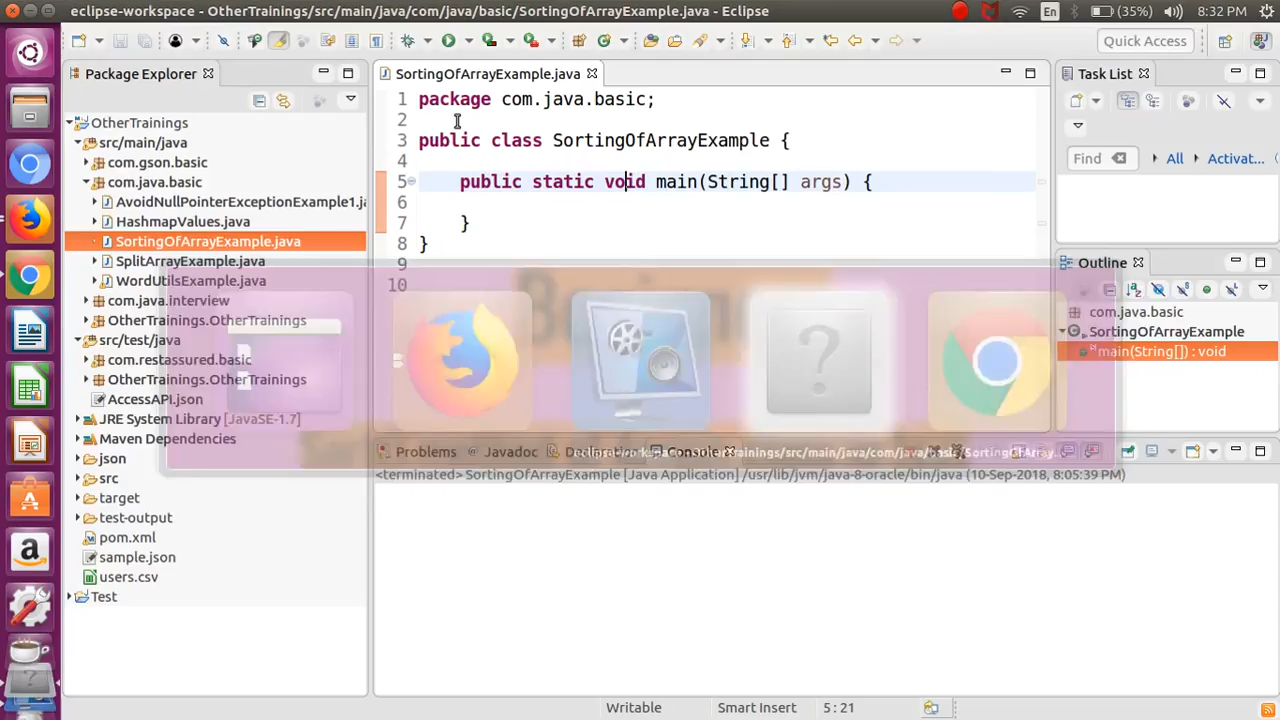 eclipse-workspace - OtherTrainings/src/main/java/com/java/basic/SortingOfArrayExample.java - Eclipse
En
(35%)
8:32 PM
Quick Access
Package Explorer
OtherTrainings
src/main/java
com.gson.basic
com.java.basic
AvoidNullPointerExceptionExample1.ja
HashmapValues.java
SortingOfArrayExample.java
SplitArrayExample.java
WordUtilsExample.java
com.java.interview
OtherTrainings.OtherTrainings
src/test/java
com.restassured.basic
OtherTrainings.OtherTrainings
AccessAPI.json
JRE System Library [JavaSE-1.7]
Maven Dependencies
json
src
target
test-output
pom.xml
sample.json
users.csv
Test
SortingOfArrayExample.java
1 package com.java.basic;
2
3 public class SortingOfArrayExample {
4
5 public static void main(String[] args) {
6
7 }
8 }
9
10
Task List
Find
All
Activat...
Outline
com.java.basic
SortingOfArrayExample
main(String[]) : void
Problems
Javadoc
Console
<terminated> SortingOfArrayExample [Java Application] /usr/lib/jvm/java-8-oracle/bin/java (10-Sep-2018, 8:05:39 PM)
Writable
Smart Insert
5 : 21